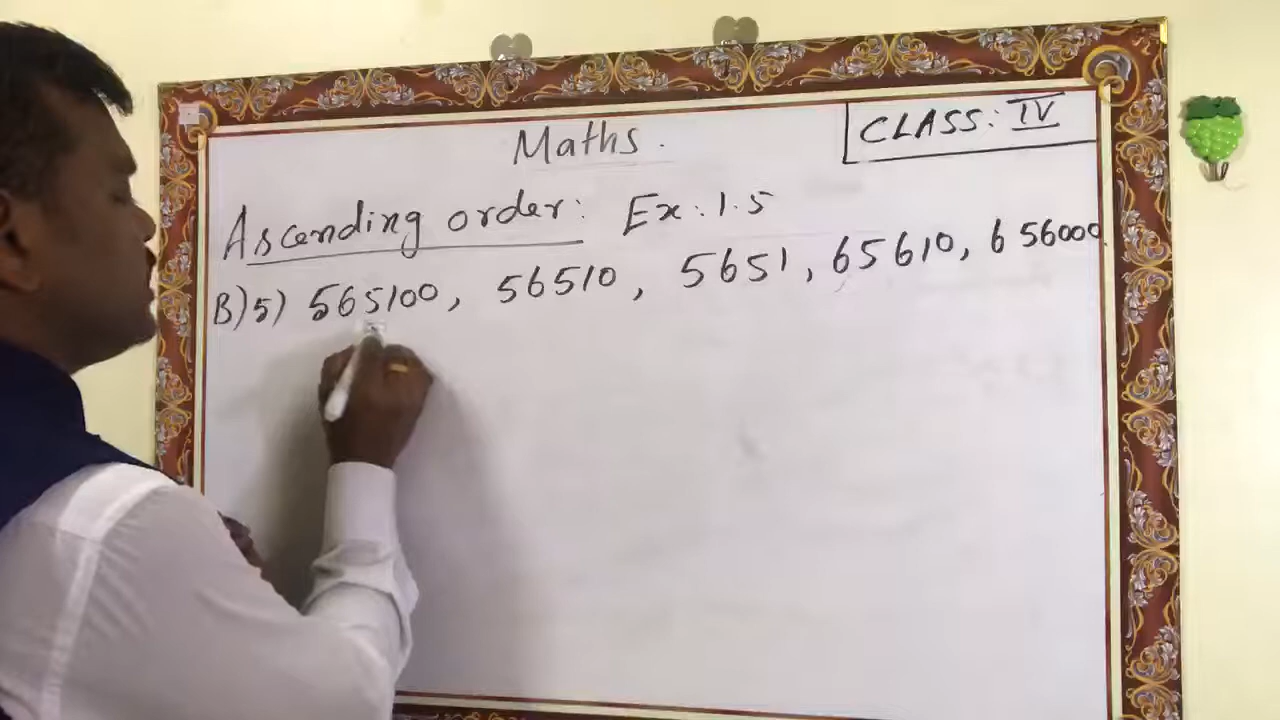 Maths.
CLASS: IV
Ascending order: Ex: 1.5
B) 5) 565100, 56510, 5651, 65610, 656000